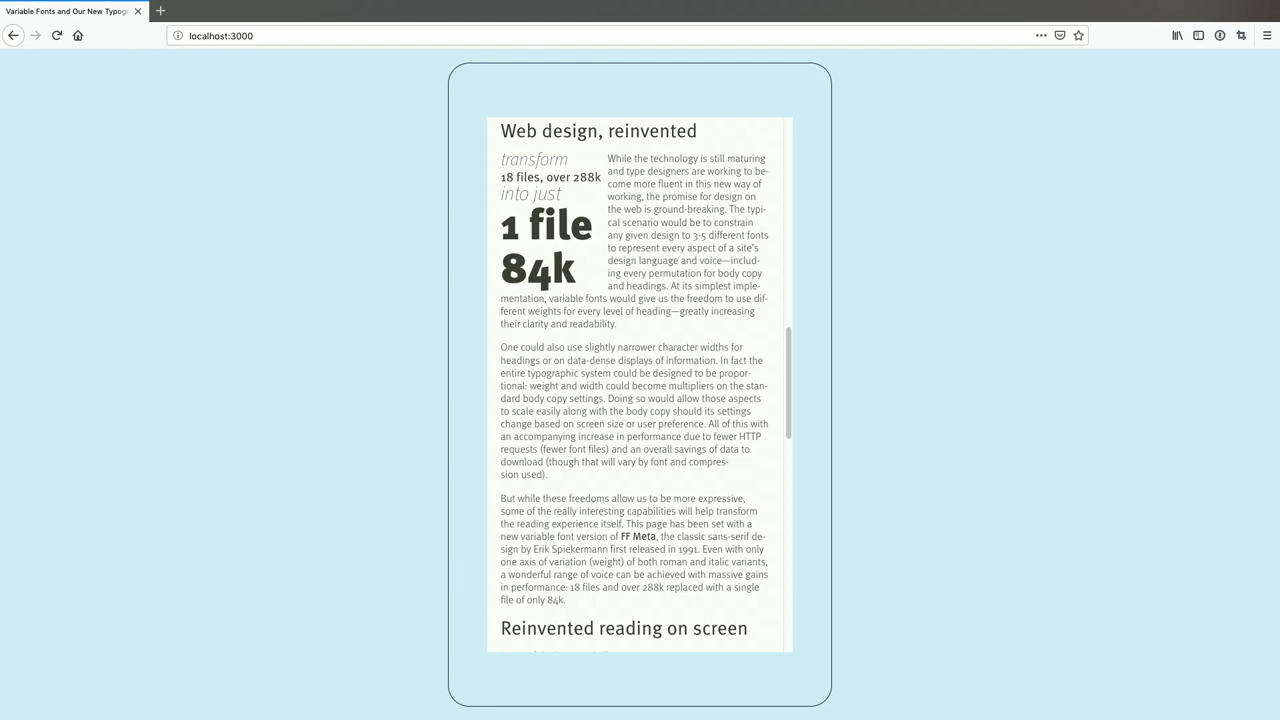 Variable Fonts and Our New Typogr
localhost:3000
Web design, reinvented
transform
18 files, over 288k
into just
1 file
84k
While the technology is still maturing
and type designers are working to be-
come more fluent in this new way of
working, the promise for design on
the web is ground-breaking. The typi-
cal scenario would be to constrain
any given design to 3-5 different fonts
to represent every aspect of a site's
design language and voice—includ-
ing every permutation for body copy
and headings. At its simplest imple-
mentation, variable fonts would give us the freedom to use dif-
ferent weights for every level of heading—greatly increasing
their clarity and readability.
One could also use slightly narrower character widths for
headings or on data-dense displays of information. In fact the
entire typographic system could be designed to be propor-
tional: weight and width could become multipliers on the stan-
dard body copy settings. Doing so would allow those aspects
to scale easily along with the body copy should its settings
change based on screen size or user preference. All of this with
an accompanying increase in performance due to fewer HTTP
requests (fewer font files) and an overall savings of data to
download (though that will vary by font and compres-
sion used).
But while these freedoms allow us to be more expressive,
some of the really interesting capabilities will help transform
the reading experience itself. This page has been set with a
new variable font version of FF Meta, the classic sans-serif de-
sign by Erik Spiekermann first released in 1991. Even with only
one axis of variation (weight) of both roman and italic variants,
a wonderful range of voice can be achieved with massive gains
in performance: 18 files and over 288k replaced with a single
file of only 84k.
Reinvented reading on screen